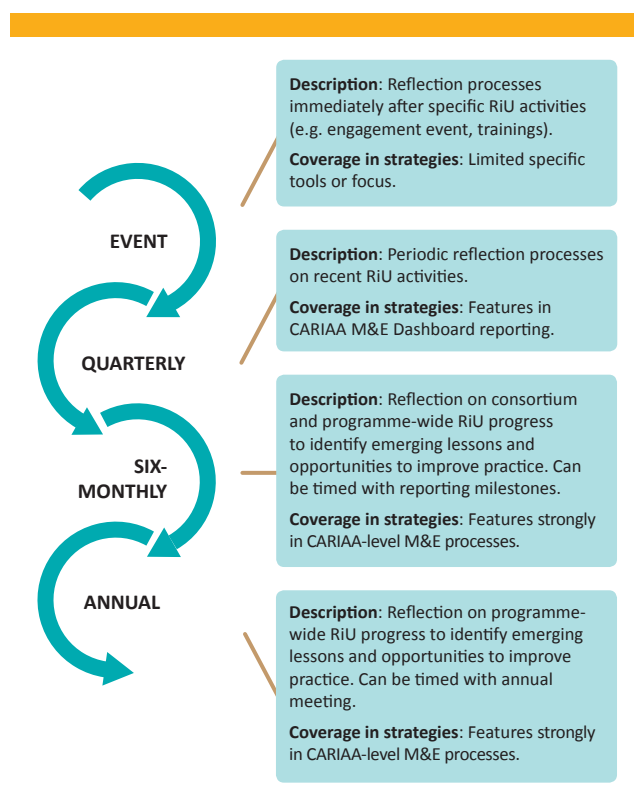 Description: Reflection processes
immediately after specific RiU activities
(e.g. engagement event, trainings).
Coverage in strategies: Limited specific
tools or focus.
EVENT
Description: Periodic reflection processes
on recent RiU activities.
Coverage in strategies: Features in
CARIAA M&E Dashboard reporting.
QUARTERLY
Description: Reflection on consortium
and programme-wide RiU progress
to identify emerging lessons and
opportunities to improve practice. Can
be timed with reporting milestones.
Coverage in strategies: Features strongly
in CARIAA-level M&E processes.
SIX-
MONTHLY
ANNUAL
Description: Reflection on programme-
wide RiU progress to identify emerging
lessons and opportunities to improve
practice. Can be timed with annual
meeting.
Coverage in strategies: Features strongly
in CARIAA-level M&E processes.